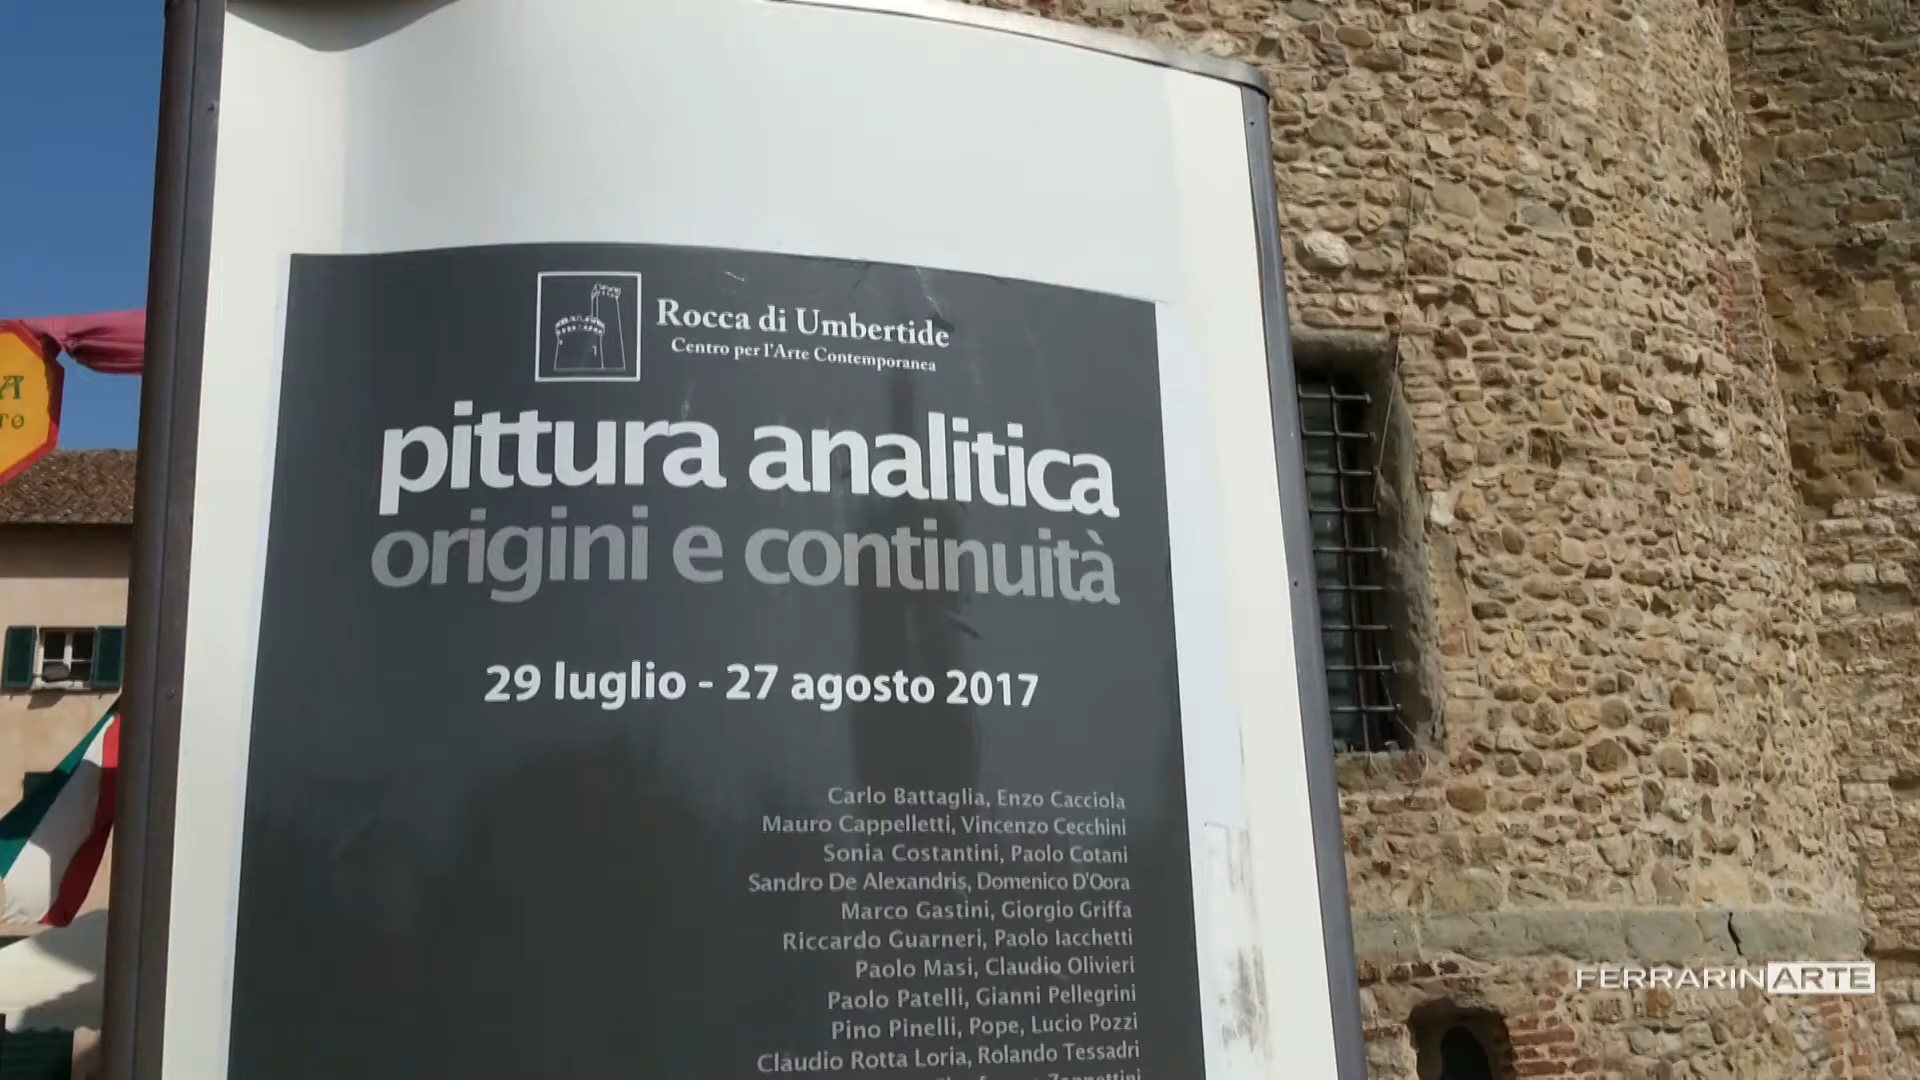 A
TO
Rocca di Umbertide
Centro per l'Arte Contemporanea
pittura analitica
origini e continuità
29 luglio - 27 agosto 2017
Carlo Battaglia, Enzo Cacciola
Mauro Cappelletti, Vincenzo Cecchini
Sonia Costantini, Paolo Cotani
Sandro De Alexandris, Domenico D'Oora
Marco Gastini, Giorgio Griffa
Riccardo Guarneri, Paolo Iacchetti
Paolo Masi, Claudio Olivieri
Paolo Patelli, Gianni Pellegrini
Pino Pinelli, Pope, Lucio Pozzi
Claudio Rotta Loria, Rolando Tessadri
Zappettini
FERRARINARTE